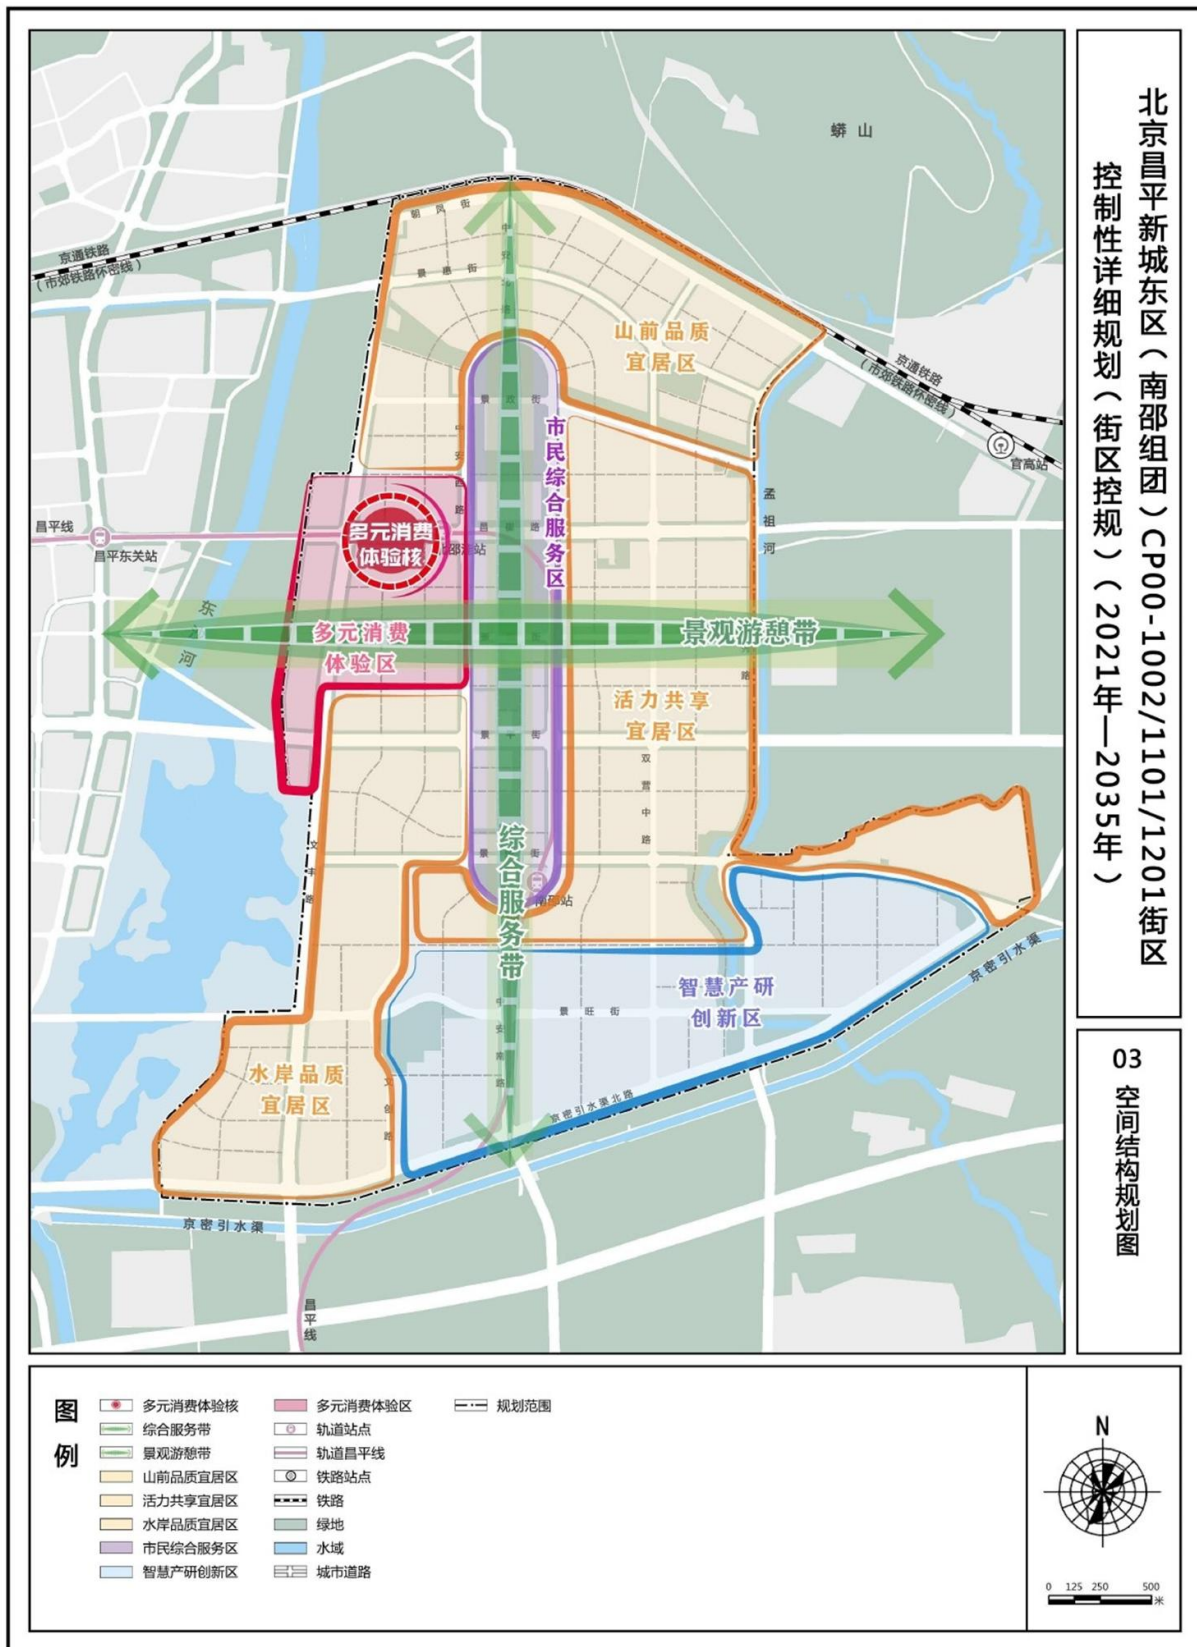 北京昌平新城东区（南邵组团）CP00-1002/1101/1201街区
控制性详细规划（街区控规）（2021年—2035年）
03 空间结构规划图
蟒山
朝凤街
京通铁路
（市郊铁路怀密线）
景惠街
山前品质
宜居区
京通铁路
（市郊铁路怀密线）
官高站
市民综合服务区
孟祖河
昌平线
昌平东关站
多元消费
体验核
东
河
多元消费
体验区
景观游憩带
活力共享
宜居区
双营中路
文丰路
综合服务带
南邵站
智慧产研
创新区
景旺街
中安南路
京密引水渠
水岸品质
宜居区
文创路
京密引水渠北路
京密引水渠
昌平线
图例
多元消费体验核
综合服务带
景观游憩带
山前品质宜居区
活力共享宜居区
水岸品质宜居区
市民综合服务区
智慧产研创新区
多元消费体验区
轨道站点
轨道昌平线
铁路站点
铁路
绿地
水域
城市道路
规划范围
N
0 125 250 500
米